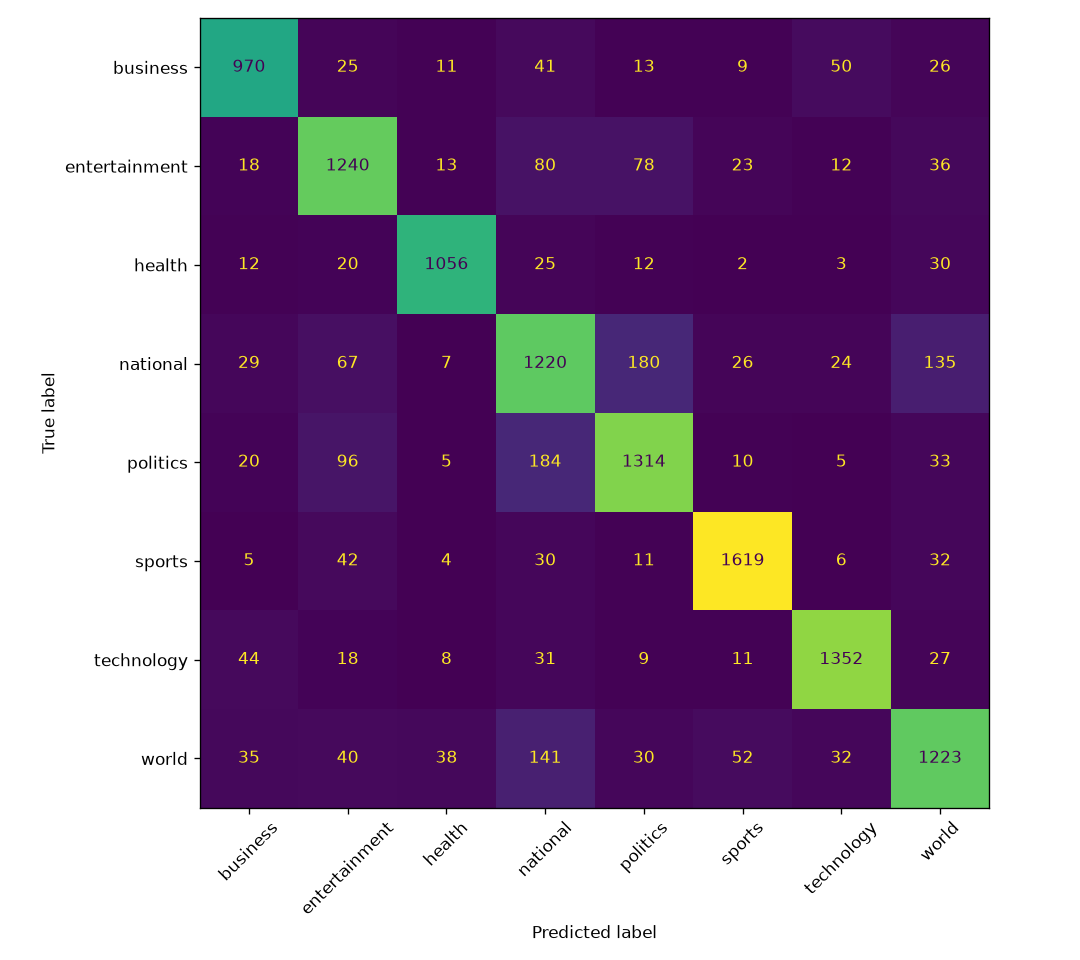 business 970 25 11 41 13 9 50 26
entertainment 18 1240 13 80 78 23 12 36
health 12 20 1056 25 12 2 3 30
national 29 67 7 1220 180 26 24 135
politics 20 96 5 184 1314 10 5 33
sports 5 42 4 30 11 1619 6 32
technology 44 18 8 31 9 11 1352 27
world 35 40 38 141 30 52 32 1223
True label
business entertainment health national politics sports technology world
Predicted label